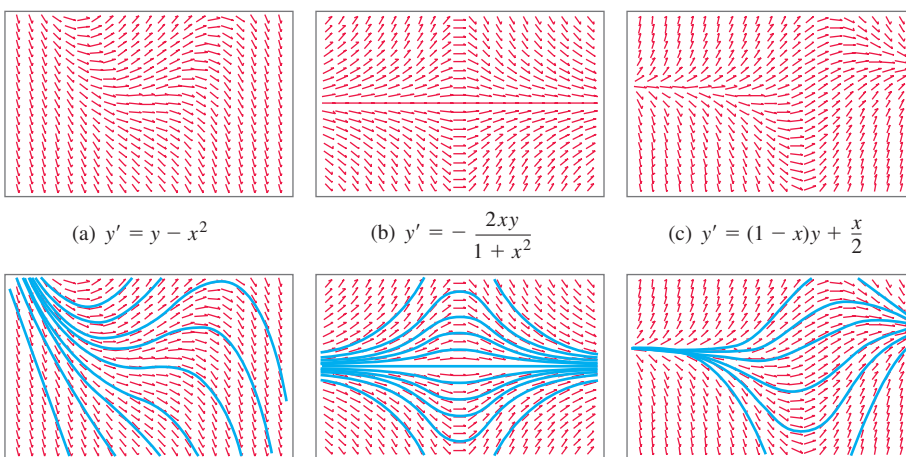 (a) y′ = y − x²
(b) y′ = − 2xy / 1 + x²
(c) y′ = (1 − x)y + x/2